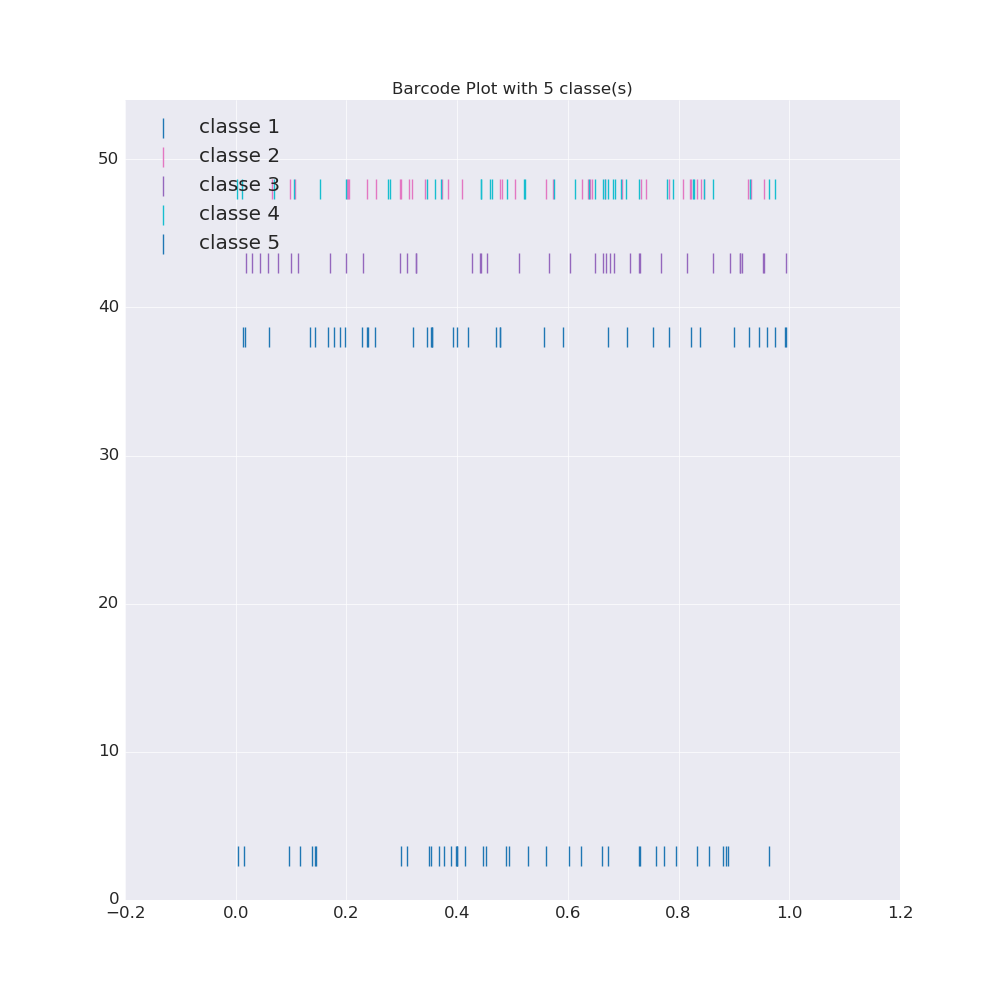 Barcode Plot with 5 classe(s)
classe 1
classe 2
classe 3
classe 4
classe 5
50
40
30
20
10
0
−0.2 0.0 0.2 0.4 0.6 0.8 1.0 1.2